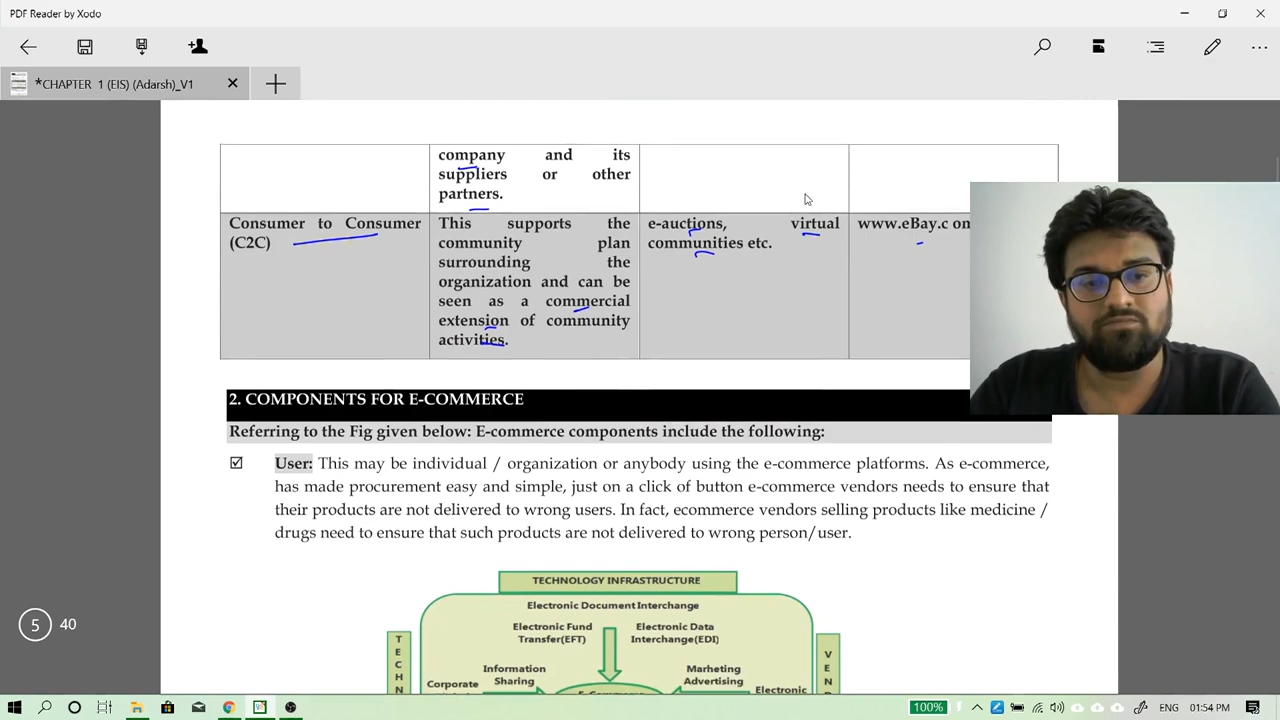 PDF Reader by Xodo
*CHAPTER 1 (EIS) (Adarsh)_V1
company and its
suppliers or other
partners.
Consumer to Consumer
(C2C)
This supports the
community plan
surrounding the
organization and can be
seen as a commercial
extension of community
activities.
e-auctions, virtual
communities etc.
www.eBay.c om
2. COMPONENTS FOR E-COMMERCE
Referring to the Fig given below: E-commerce components include the following:
User: This may be individual / organization or anybody using the e-commerce platforms. As e-commerce,
has made procurement easy and simple, just on a click of button e-commerce vendors needs to ensure that
their products are not delivered to wrong users. In fact, ecommerce vendors selling products like medicine /
drugs need to ensure that such products are not delivered to wrong person/user.
TECHNOLOGY INFRASTRUCTURE
Electronic Document Interchange
Electronic Fund
Transfer(EFT)
Electronic Data
Interchange(EDI)
Information
Sharing
Marketing
Advertising
Corporate
Electronic
T
E
C
H
N
V
E
N
D
5 40
100%
ENG
01:54 PM